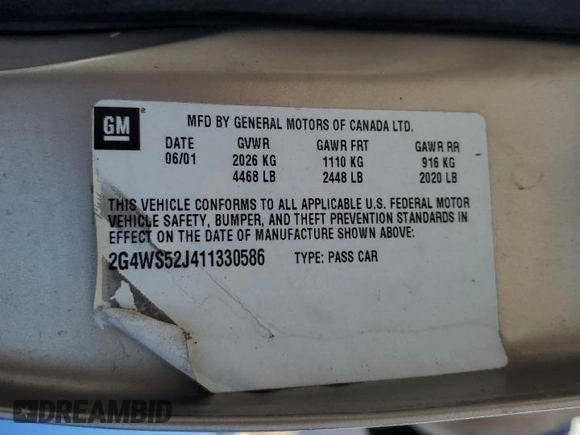 GM
MFD BY GENERAL MOTORS OF CANADA LTD.
DATE GVWR GAWR FRT GAWR RR
06/01 2026 KG 1110 KG 916 KG
4468 LB 2448 LB 2020 LB
THIS VEHICLE CONFORMS TO ALL APPLICABLE U.S. FEDERAL MOTOR
VEHICLE SAFETY, BUMPER, AND THEFT PREVENTION STANDARDS IN
EFFECT ON THE DATE OF MANUFACTURE SHOWN ABOVE:
2G4WS52J411330586 TYPE: PASS CAR
DREAMBID